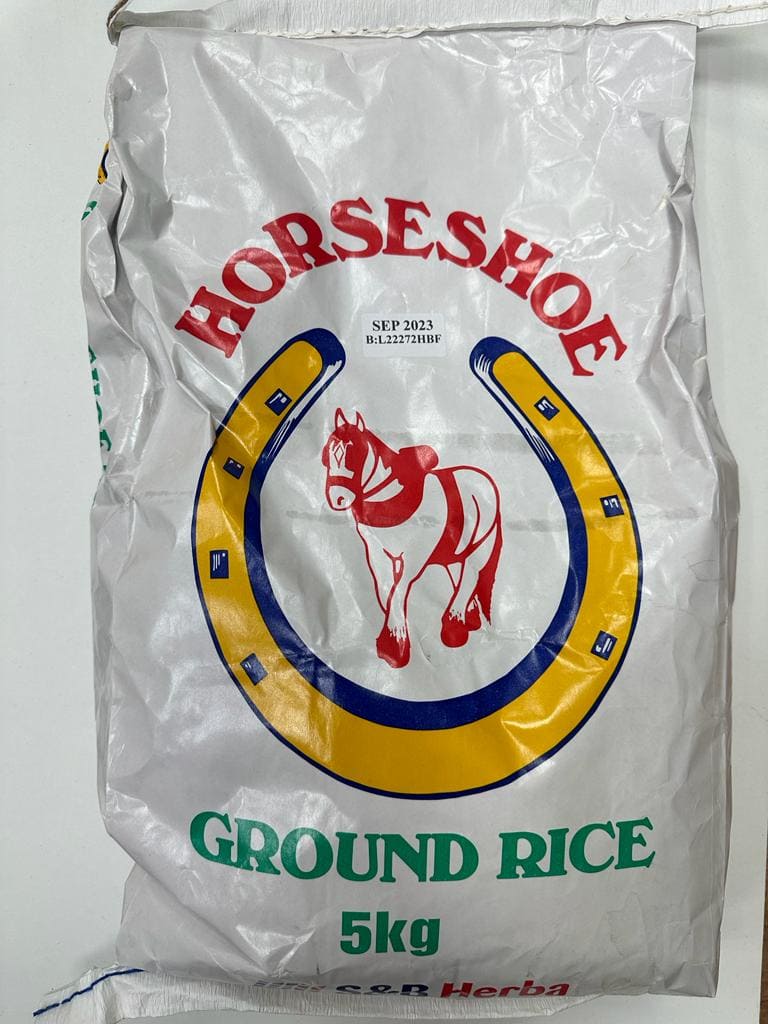 HORSESHOE
SEP 2023
B:L22272HBF
GROUND RICE
5kg
S&B Herba